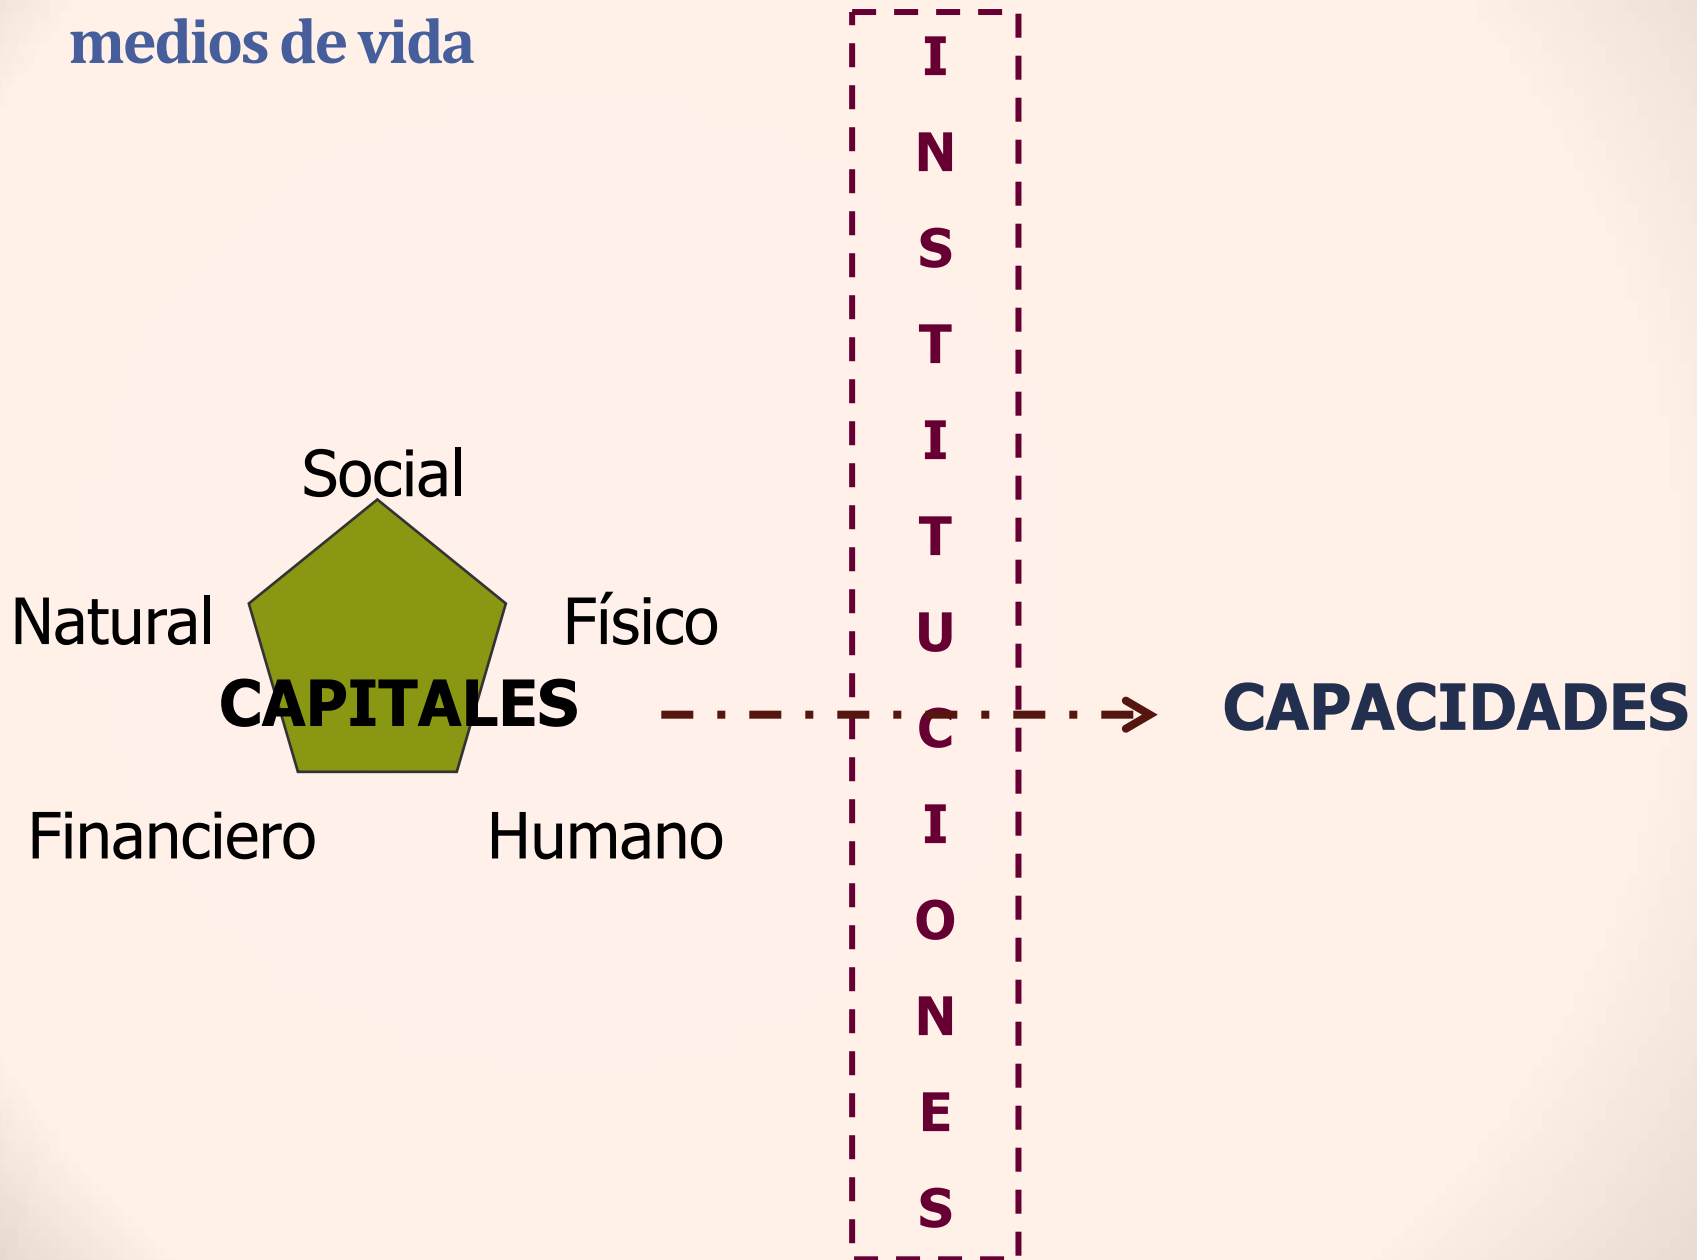 medios de vida
Social
Natural
Físico
CAPITALES
Financiero
Humano
I
N
S
T
I
T
U
C
I
O
N
E
S
CAPACIDADES